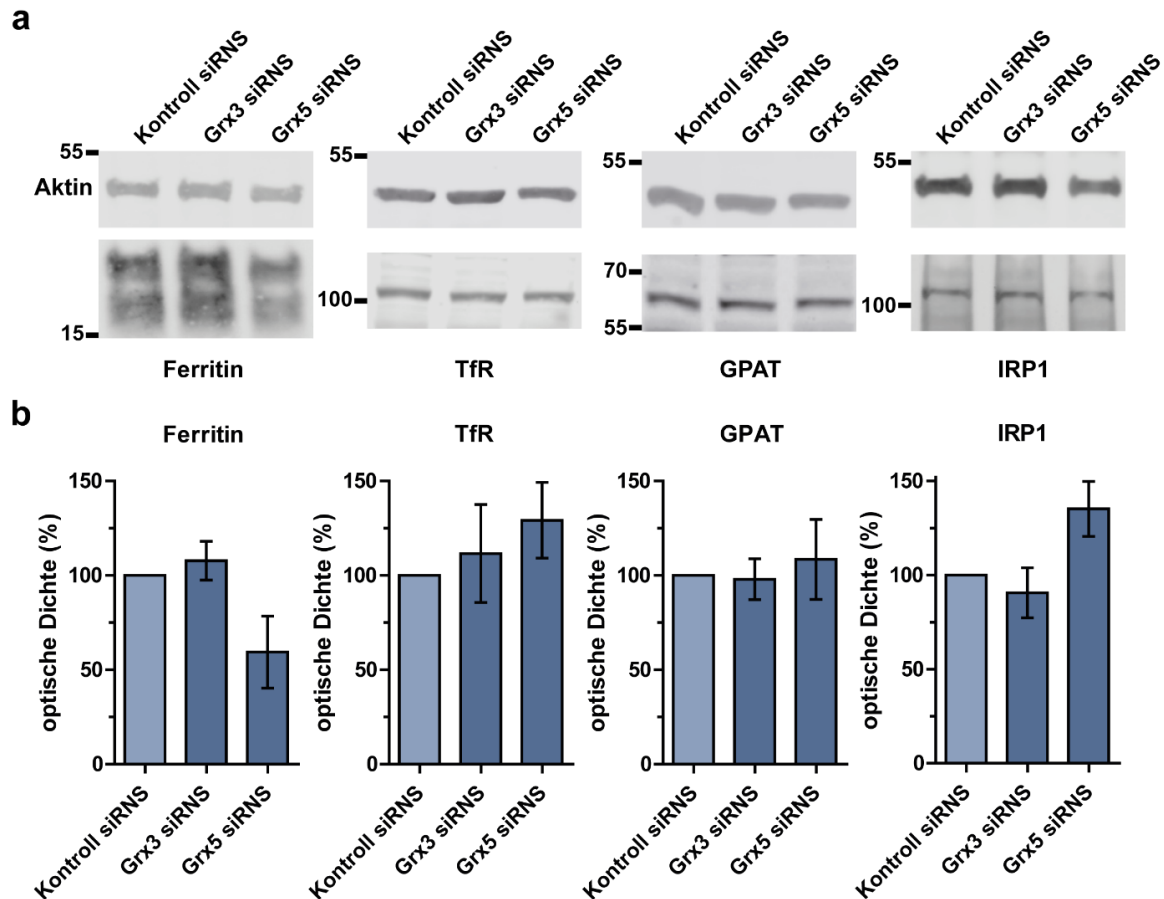 a
Kontroll siRNS
Grx3 siRNS
Grx5 siRNS
Kontroll siRNS
Grx3 siRNS
Grx5 siRNS
Kontroll siRNS
Grx3 siRNS
Grx5 siRNS
Kontroll siRNS
Grx3 siRNS
Grx5 siRNS
55
Aktin
15
Ferritin
55
100
TfR
55
70
55
GPAT
55
100
IRP1
b
Ferritin
optische Dichte (%)
150
100
50
0
Kontroll siRNS
Grx3 siRNS
Grx5 siRNS
TfR
optische Dichte (%)
150
100
50
0
Kontroll siRNS
Grx3 siRNS
Grx5 siRNS
GPAT
optische Dichte (%)
150
100
50
0
Kontroll siRNS
Grx3 siRNS
Grx5 siRNS
IRP1
optische Dichte (%)
150
100
50
0
Kontroll siRNS
Grx3 siRNS
Grx5 siRNS